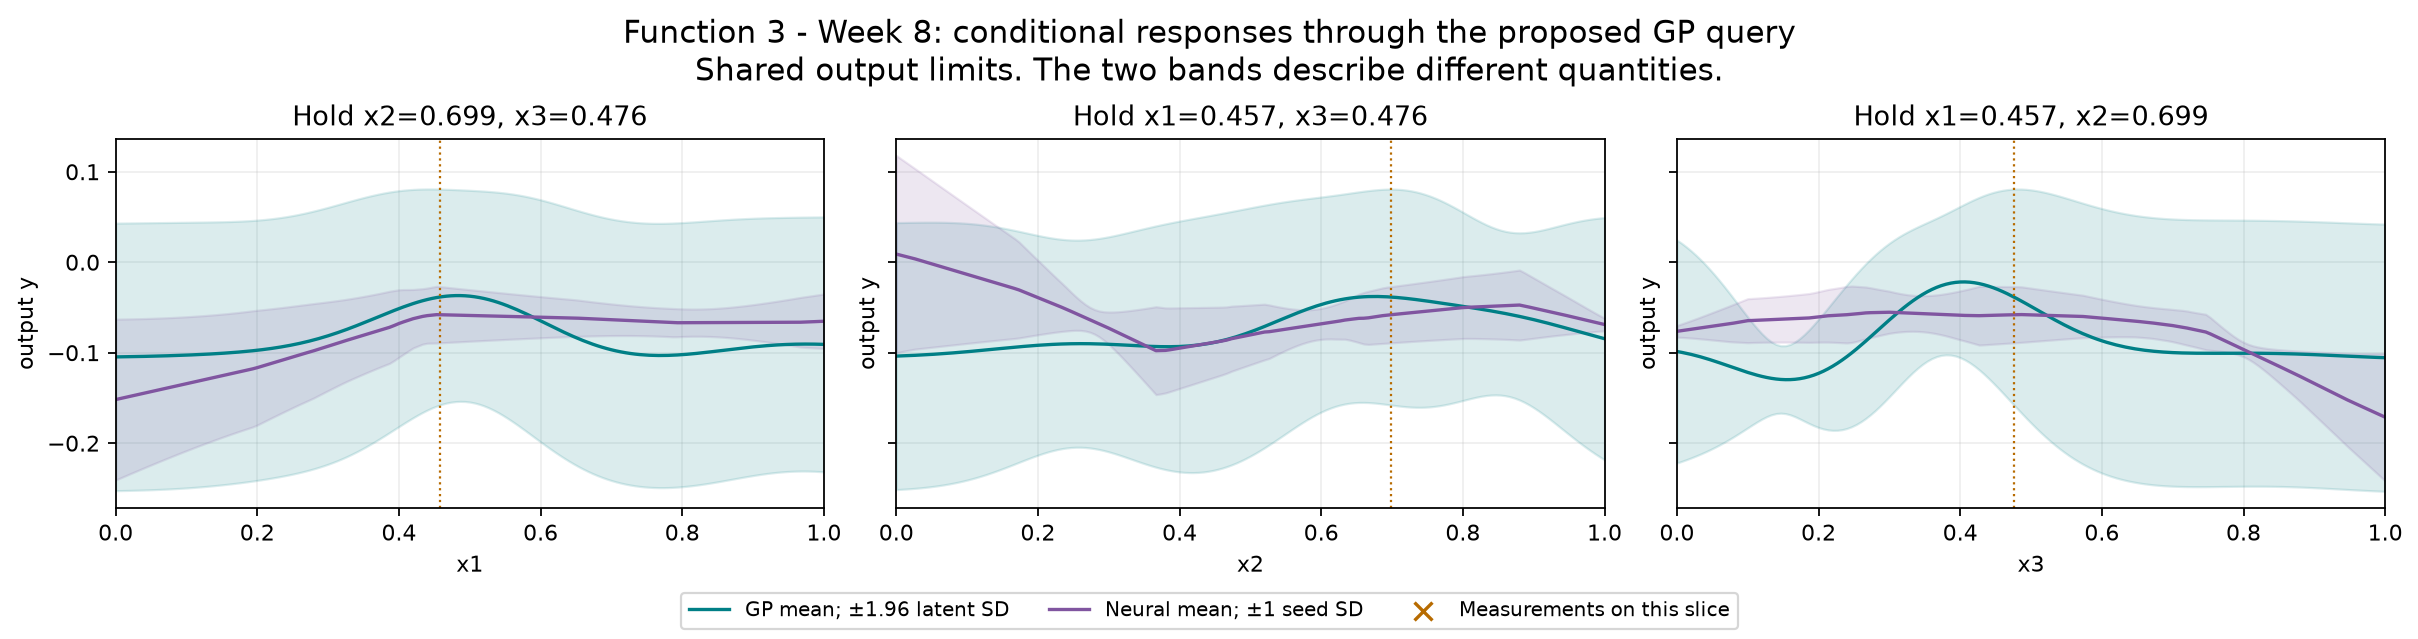 Function 3 - Week 8: conditional responses through the proposed GP query
Shared output limits. The two bands describe different quantities.
Hold x2=0.699, x3=0.476
Hold x1=0.457, x3=0.476
Hold x1=0.457, x2=0.699
output y
0.1
0.0
−0.1
−0.2
0.0 0.2 0.4 0.6 0.8 1.0
x1
output y
0.0 0.2 0.4 0.6 0.8 1.0
x2
output y
0.0 0.2 0.4 0.6 0.8 1.0
x3
GP mean; ±1.96 latent SD
Neural mean; ±1 seed SD
Measurements on this slice